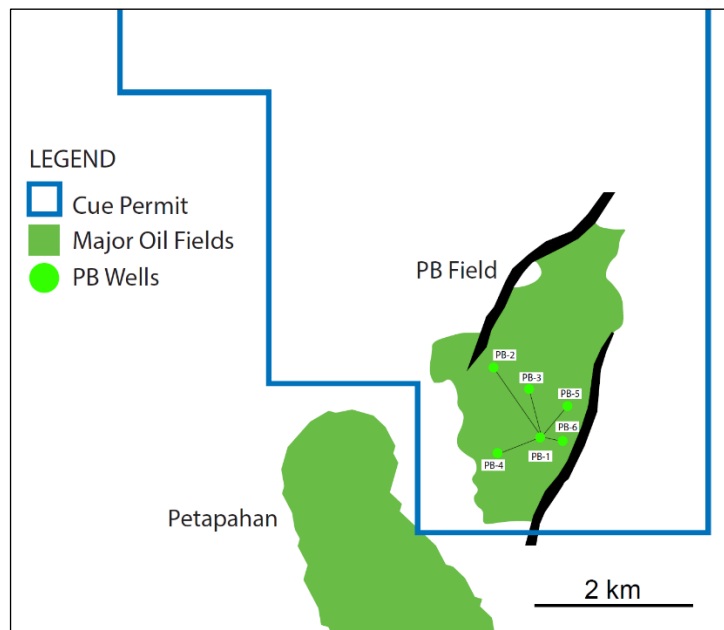 LEGEND
Cue Permit
Major Oil Fields
PB Wells
PB Field
PB-2
PB-3
PB-5
PB-6
PB-1
PB-4
Petapahan
2 km